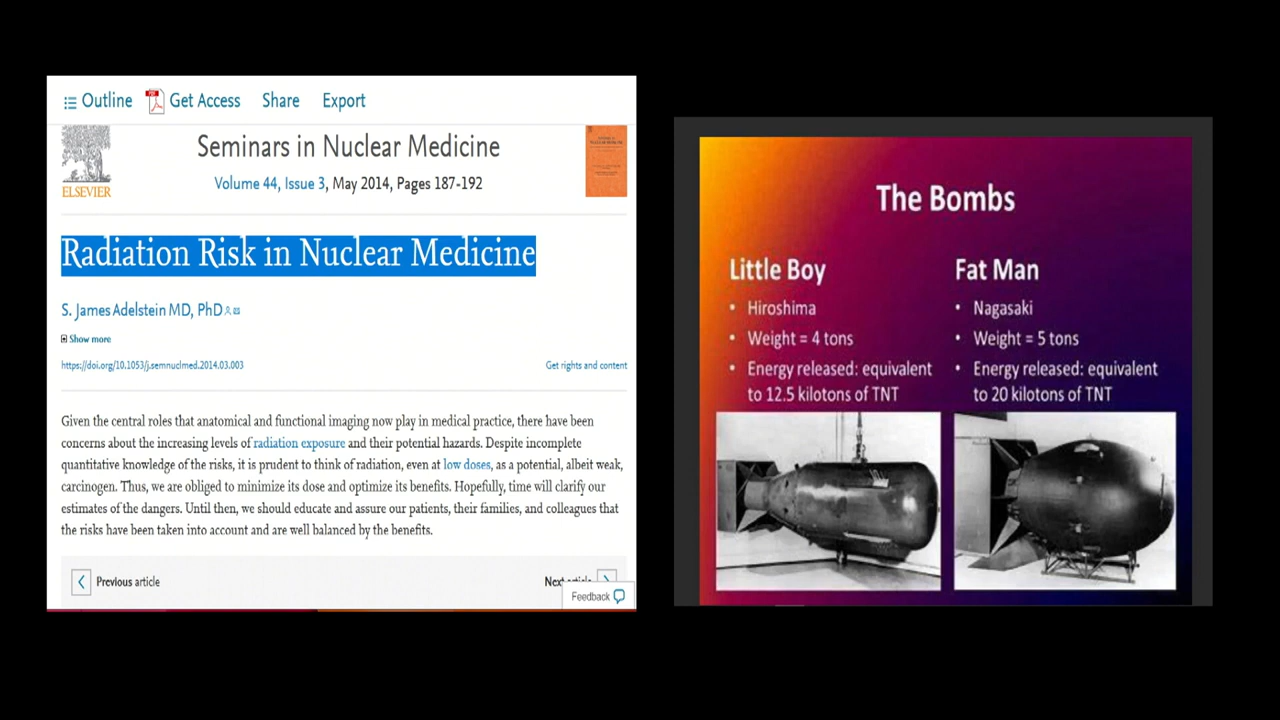 Outline Get Access Share Export
ELSEVIER
Seminars in Nuclear Medicine
Volume 44, Issue 3, May 2014, Pages 187-192
Radiation Risk in Nuclear Medicine
S. James Adelstein MD, PhD
Show more
https://doi.org/10.1053/j.semnuclmed.2014.03.003
Get rights and content
Given the central roles that anatomical and functional imaging now play in medical practice, there have been
concerns about the increasing levels of radiation exposure and their potential hazards. Despite incomplete
quantitative knowledge of the risks, it is prudent to think of radiation, even at low doses, as a potential, albeit weak,
carcinogen. Thus, we are obliged to minimize its dose and optimize its benefits. Hopefully, time will clarify our
estimates of the dangers. Until then, we should educate and assure our patients, their families, and colleagues that
the risks have been taken into account and are well balanced by the benefits.
Previous article
Next article
Feedback
The Bombs
Little Boy
• Hiroshima
• Weight = 4 tons
• Energy released: equivalent
to 12.5 kilotons of TNT
Fat Man
• Nagasaki
• Weight = 5 tons
• Energy released: equivalent
to 20 kilotons of TNT